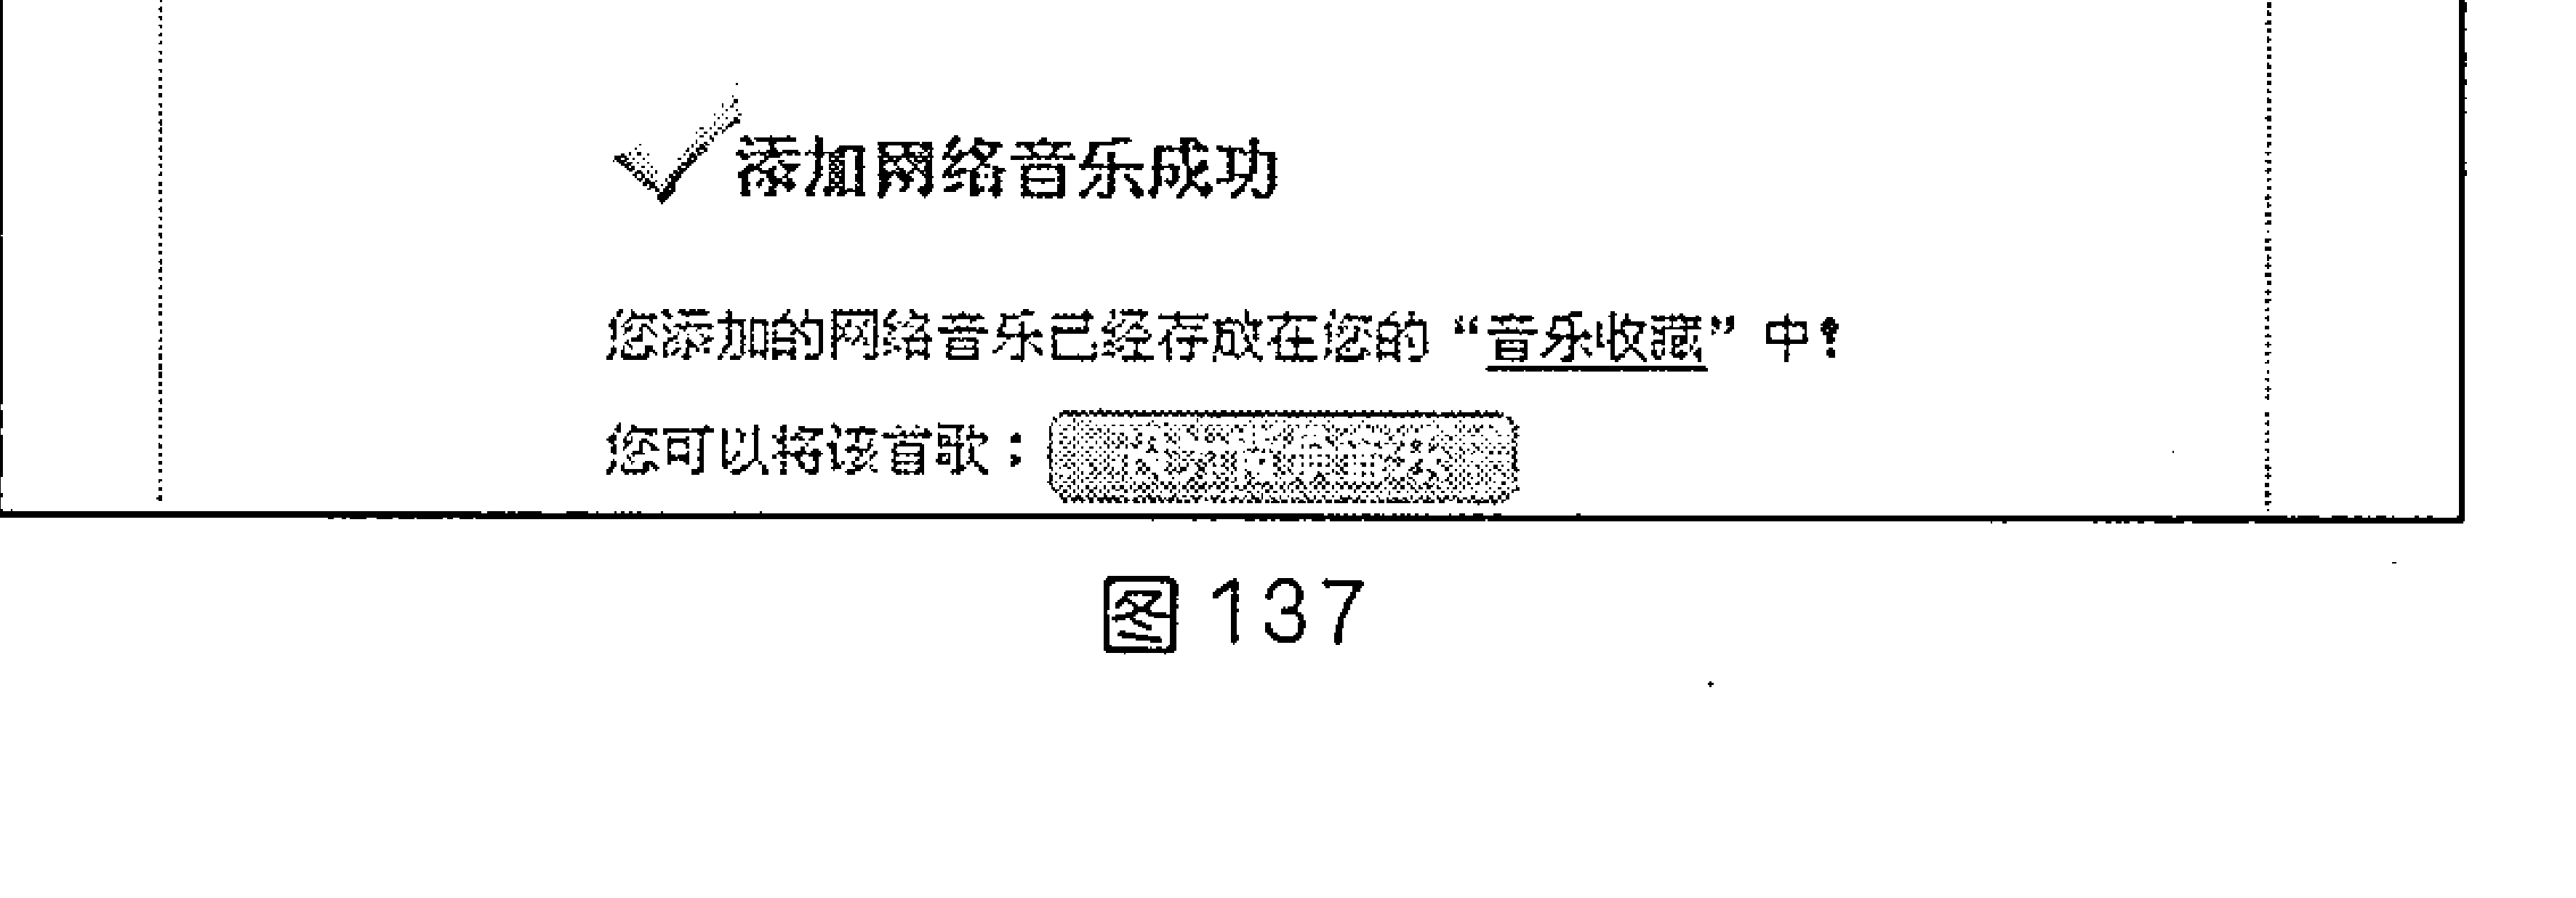 添加网络音乐成功
您添加的网络音乐已经存放在您的“音乐收藏”中！
您可以将该首歌：
图 137